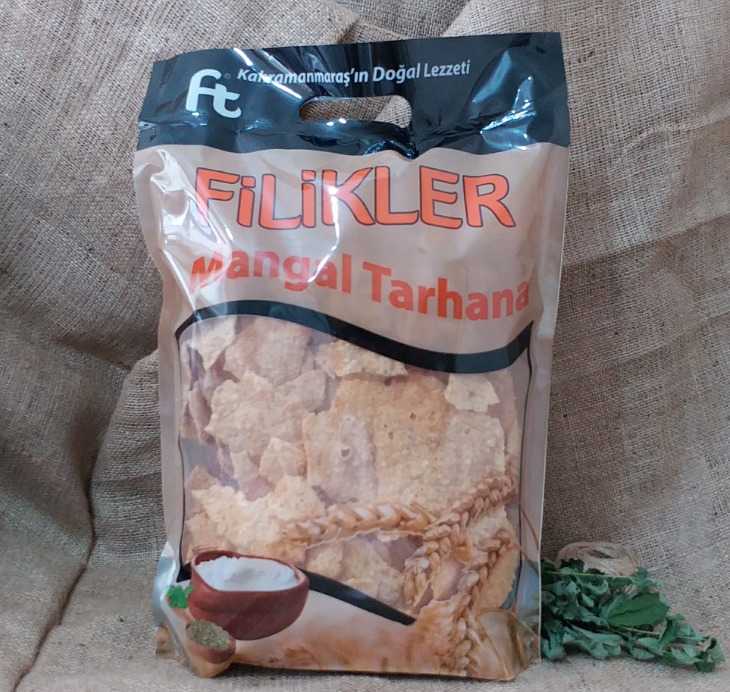 ft® Kahramanmaraş'ın Doğal Lezzeti
FiLiKLER
Mangal Tarhana